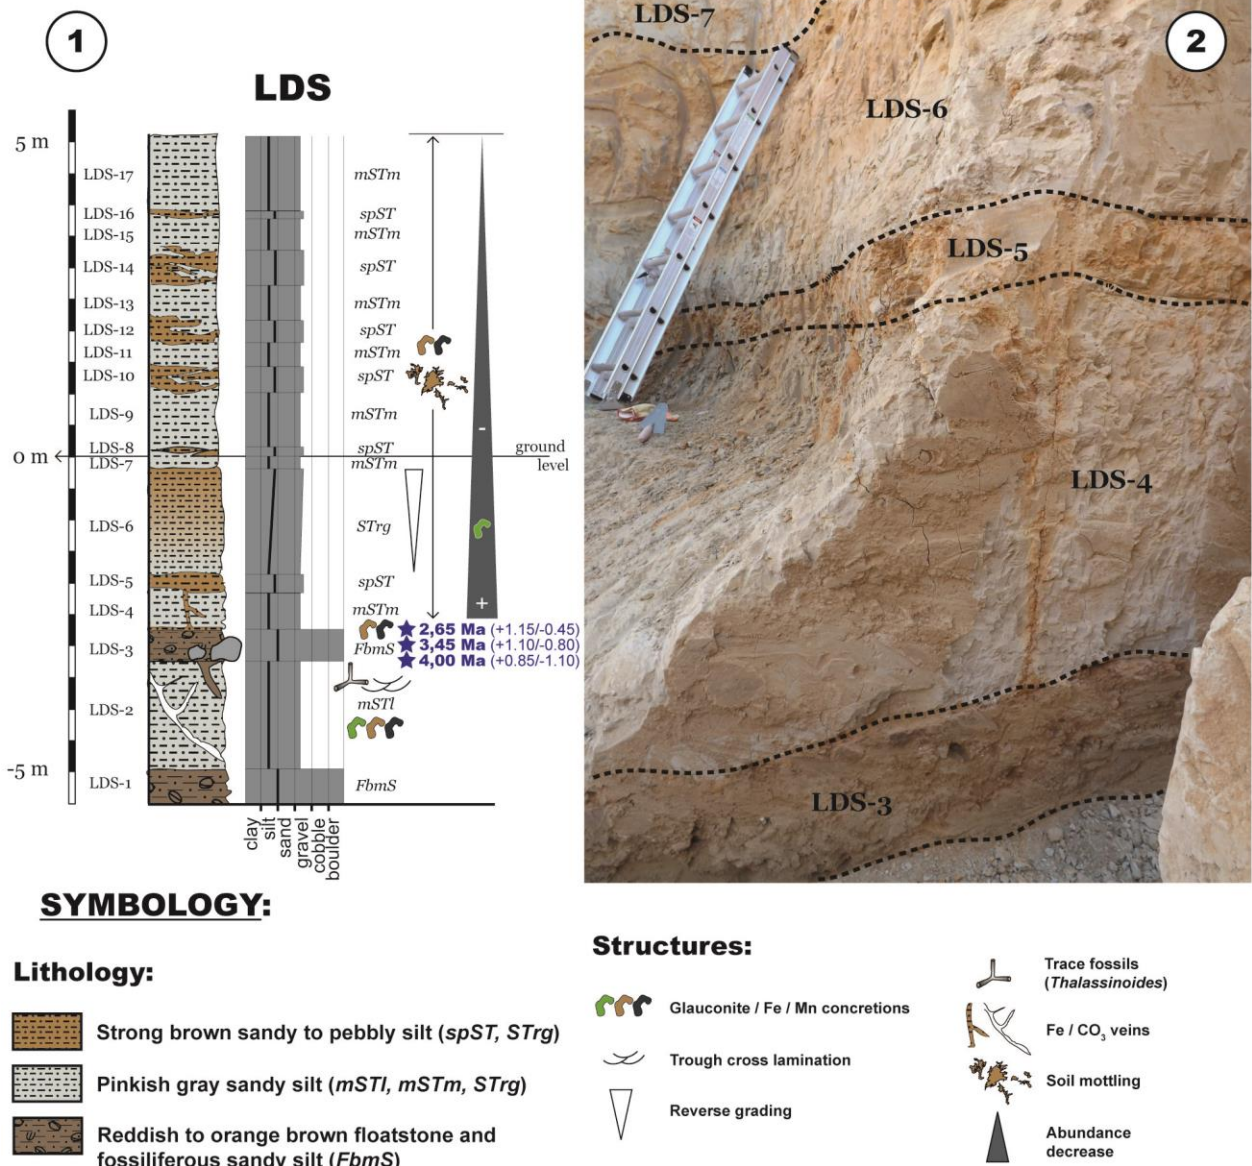 1
LDS
5 m
0 m
-5 m
LDS-17
LDS-16
LDS-15
LDS-14
LDS-13
LDS-12
LDS-11
LDS-10
LDS-9
LDS-8
LDS-7
LDS-6
LDS-5
LDS-4
LDS-3
LDS-2
LDS-1
mSTm
spST
mSTm
spST
mSTm
spST
mSTm
spST
mSTm
spST
mSTm
STrg
spST
mSTm
FbmS
mSTl
FbmS
-
ground
level
+
2,65 Ma (+1.15/-0.45)
3,45 Ma (+1.10/-0.80)
4,00 Ma (+0.85/-1.10)
clay
silt
sand
gravel
cobble
boulder
2
LDS-7
LDS-6
LDS-5
LDS-4
LDS-3
SYMBOLOGY:
Lithology:
Strong brown sandy to pebbly silt (spST, STrg)
Pinkish gray sandy silt (mSTl, mSTm, STrg)
Reddish to orange brown floatstone and
fossiliferous sandy silt (FbmS)
Structures:
Glauconite / Fe / Mn concretions
Trough cross lamination
Reverse grading
Trace fossils
(Thalassinoides)
Fe / CO₃ veins
Soil mottling
Abundance
decrease